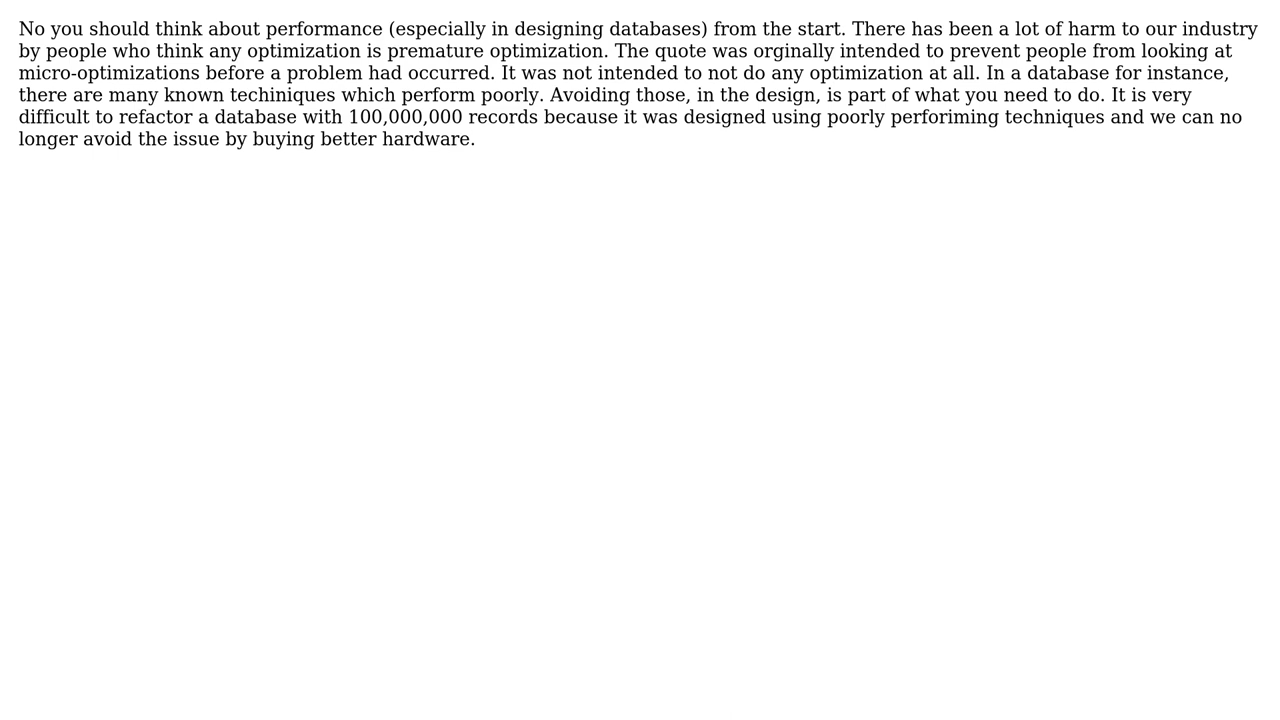 No you should think about performance (especially in designing databases) from the start. There has been a lot of harm to our industry
by people who think any optimization is premature optimization. The quote was orginally intended to prevent people from looking at
micro-optimizations before a problem had occurred. It was not intended to not do any optimization at all. In a database for instance,
there are many known techiniques which perform poorly. Avoiding those, in the design, is part of what you need to do. It is very
difficult to refactor a database with 100,000,000 records because it was designed using poorly perforiming techniques and we can no
longer avoid the issue by buying better hardware.